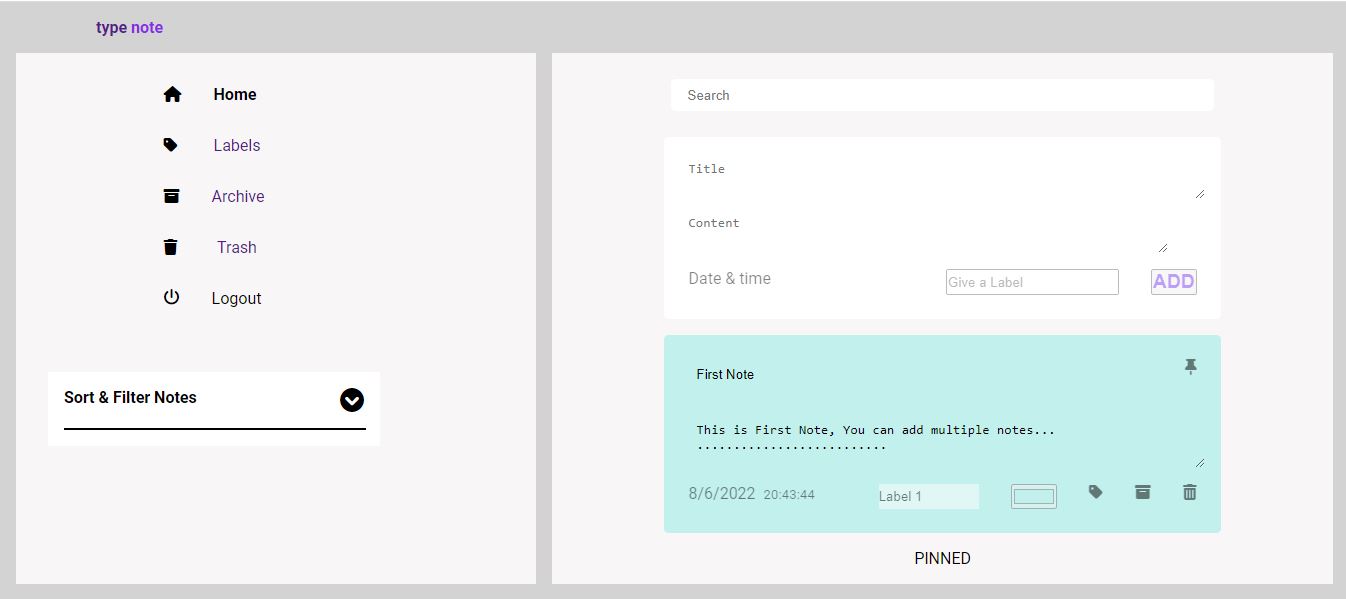 type note
Home
Labels
Archive
Trash
Logout
Sort & Filter Notes
Search
Title
Content
Date & time
Give a Label
ADD
First Note
This is First Note, You can add multiple notes...
..........................
8/6/2022 20:43:44
Label 1
PINNED